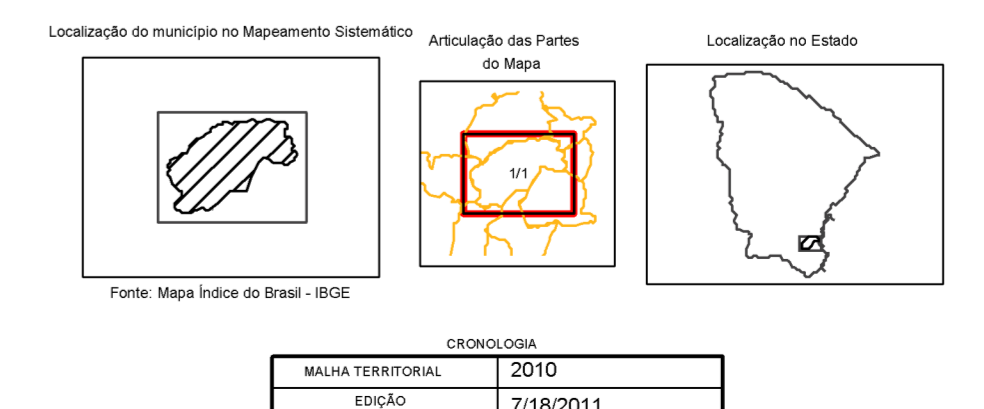 Localização do município no Mapeamento Sistemático
Articulação das Partes
do Mapa
Localização no Estado
1/1
Fonte: Mapa Índice do Brasil - IBGE
CRONOLOGIA
MALHA TERRITORIAL
2010
EDIÇÃO
7/18/2011